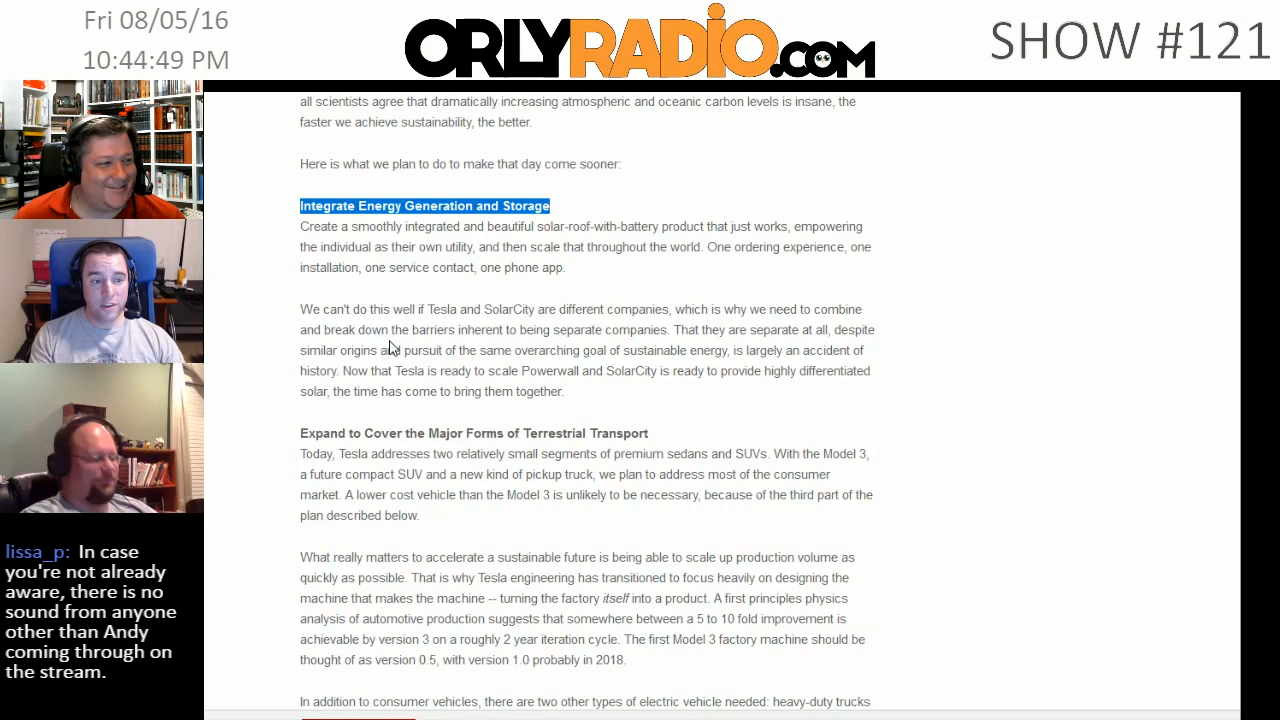 Fri 08/05/16
10:44:49 PM
ORLYRADiO.COM
SHOW #121
all scientists agree that dramatically increasing atmospheric and oceanic carbon levels is insane, the
faster we achieve sustainability, the better.
Here is what we plan to do to make that day come sooner:
Integrate Energy Generation and Storage
Create a smoothly integrated and beautiful solar-roof-with-battery product that just works, empowering
the individual as their own utility, and then scale that throughout the world. One ordering experience, one
installation, one service contact, one phone app.
We can't do this well if Tesla and SolarCity are different companies, which is why we need to combine
and break down the barriers inherent to being separate companies. That they are separate at all, despite
similar origins and pursuit of the same overarching goal of sustainable energy, is largely an accident of
history. Now that Tesla is ready to scale Powerwall and SolarCity is ready to provide highly differentiated
solar, the time has come to bring them together.
Expand to Cover the Major Forms of Terrestrial Transport
Today, Tesla addresses two relatively small segments of premium sedans and SUVs. With the Model 3,
a future compact SUV and a new kind of pickup truck, we plan to address most of the consumer
market. A lower cost vehicle than the Model 3 is unlikely to be necessary, because of the third part of the
plan described below.
What really matters to accelerate a sustainable future is being able to scale up production volume as
quickly as possible. That is why Tesla engineering has transitioned to focus heavily on designing the
machine that makes the machine -- turning the factory itself into a product. A first principles physics
analysis of automotive production suggests that somewhere between a 5 to 10 fold improvement is
achievable by version 3 on a roughly 2 year iteration cycle. The first Model 3 factory machine should be
thought of as version 0.5, with version 1.0 probably in 2018.
In addition to consumer vehicles, there are two other types of electric vehicle needed: heavy-duty trucks
lissa_p: In case
you're not already
aware, there is no
sound from anyone
other than Andy
coming through on
the stream.